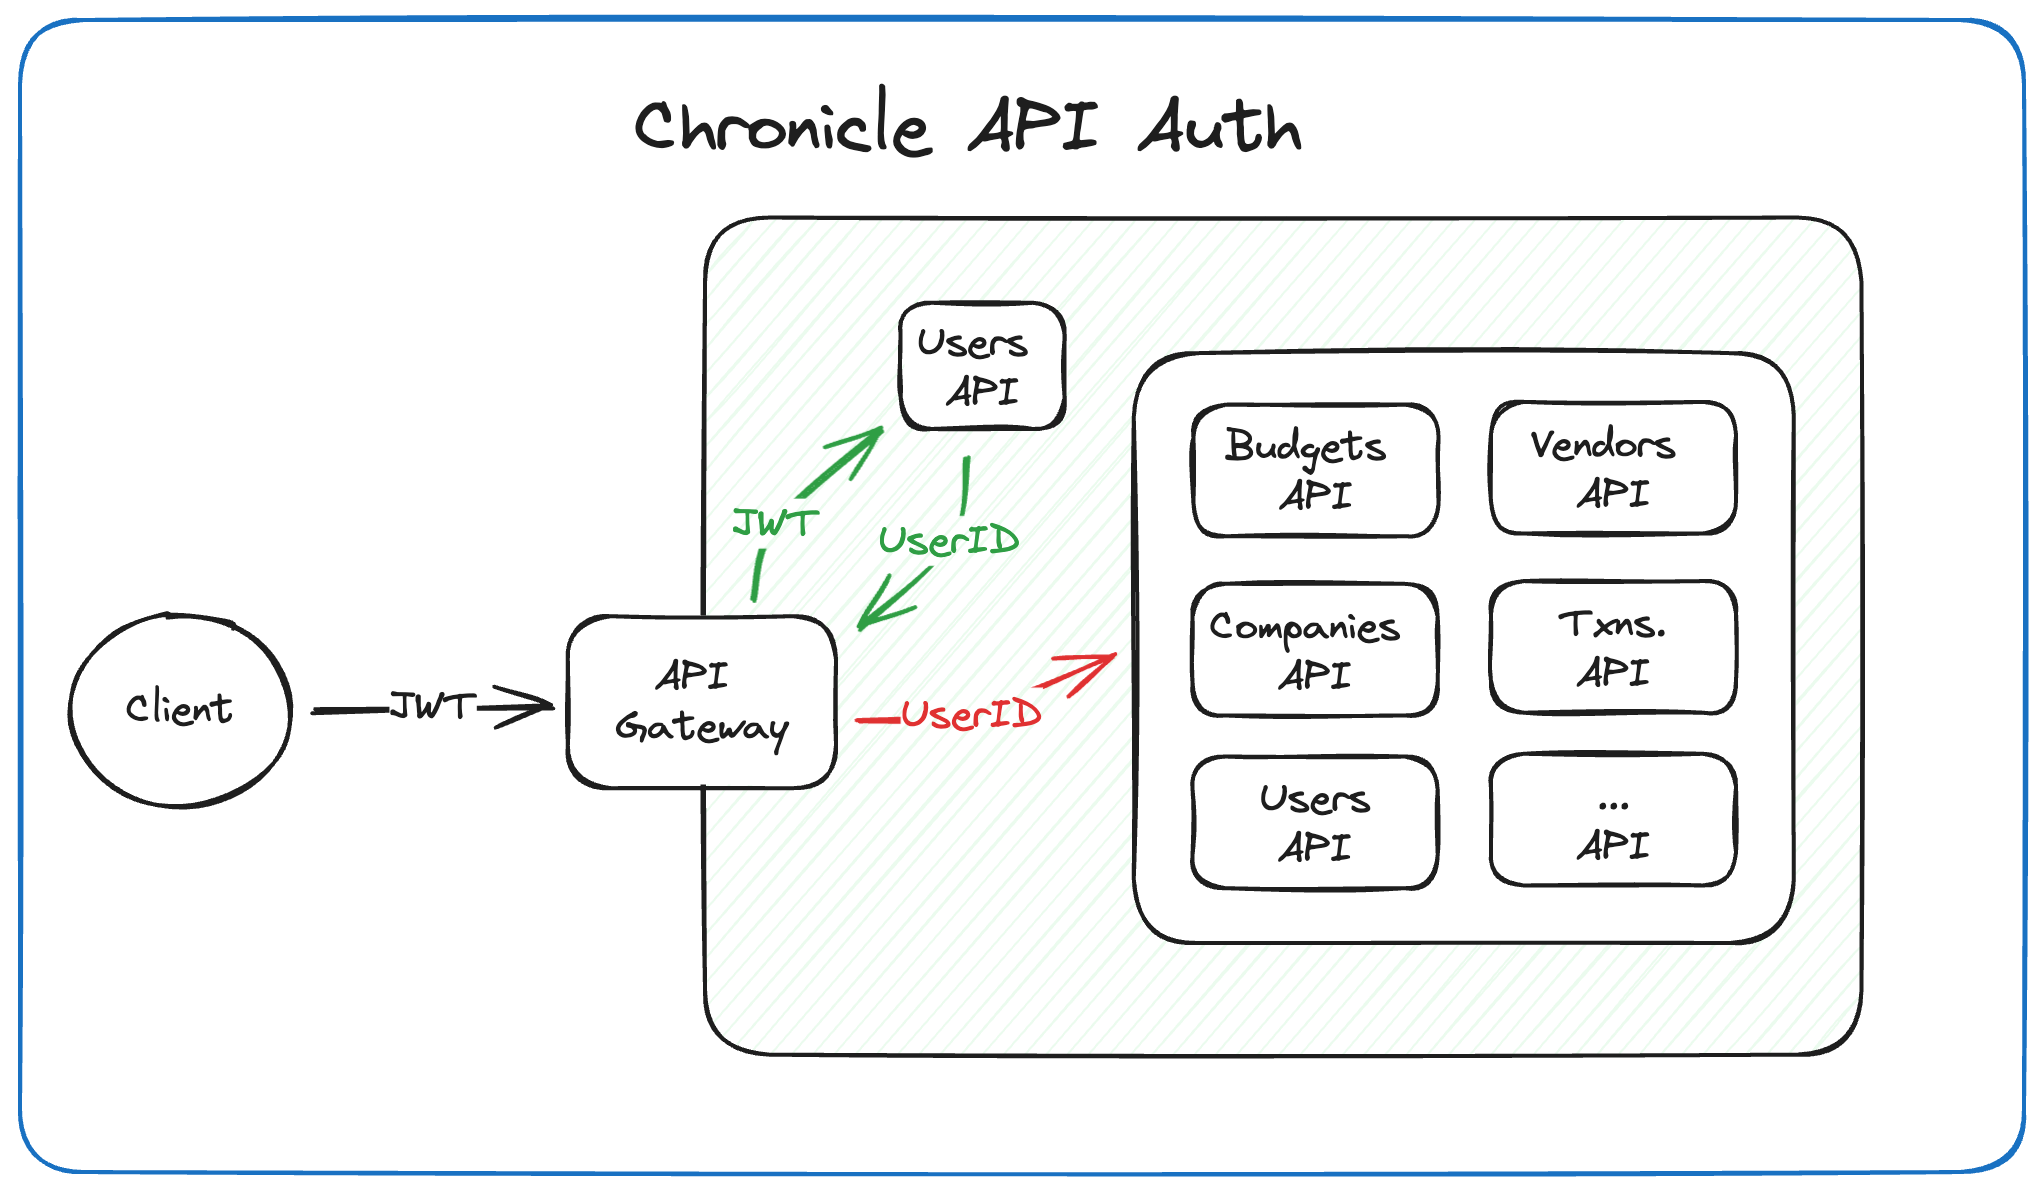 Chronicle API Auth
Users
API
JWT
UserID
Client
JWT
API
Gateway
UserID
Budgets
API
Vendors
API
Companies
API
Txns.
API
Users
API
...
API